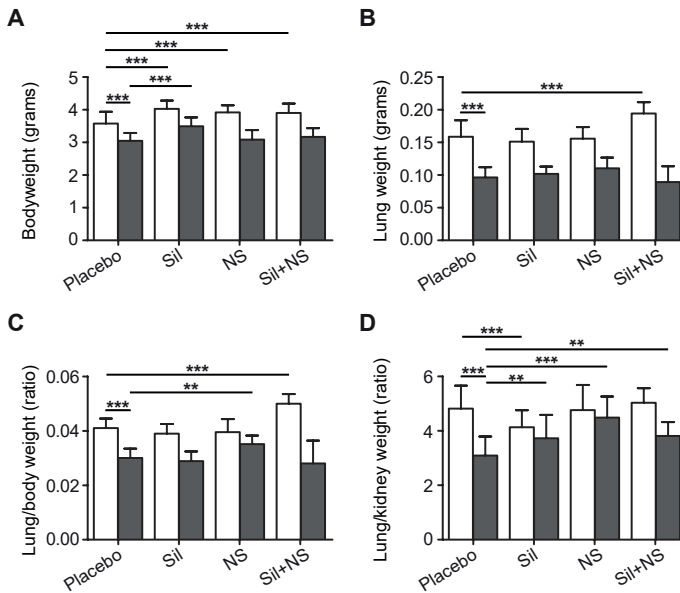 A
***
***
***
***
***
Bodyweight (grams)
5
4
3
2
1
0
Placebo
Sil
NS
Sil+NS
B
***
***
Lung weight (grams)
0.25
0.20
0.15
0.10
0.05
0.00
Placebo
Sil
NS
Sil+NS
C
***
**
***
Lung/body weight (ratio)
0.06
0.04
0.02
0.00
Placebo
Sil
NS
Sil+NS
D
***
**
***
***
**
Lung/kidney weight (ratio)
6
4
2
0
Placebo
Sil
NS
Sil+NS